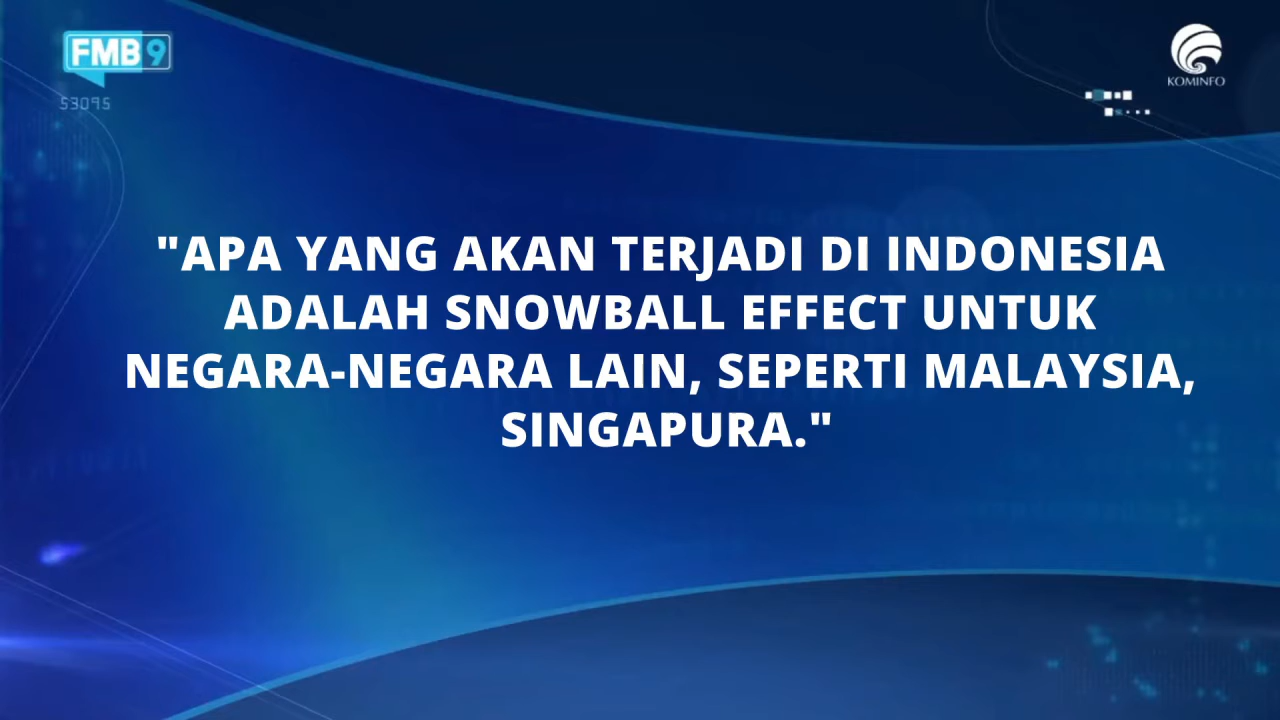 FMB9
KOMINFO
53095
"APA YANG AKAN TERJADI DI INDONESIA
ADALAH SNOWBALL EFFECT UNTUK
NEGARA-NEGARA LAIN, SEPERTI MALAYSIA,
SINGAPURA."